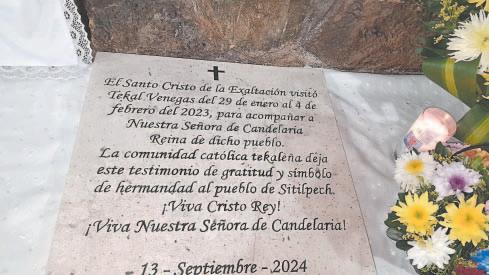 El Santo Cristo de la Exaltación visitó
Tekal Venegas del 29 de enero al 4 de
febrero del 2023, para acompañar a
Nuestra Señora de Candelaria
Reina de dicho pueblo.
La comunidad católica tekaleña deja
este testimonio de gratitud y símbolo
de hermandad al pueblo de Sitilpech.
¡Viva Cristo Rey!
¡Viva Nuestra Señora de Candelaria!
13 - Septiembre - 2024